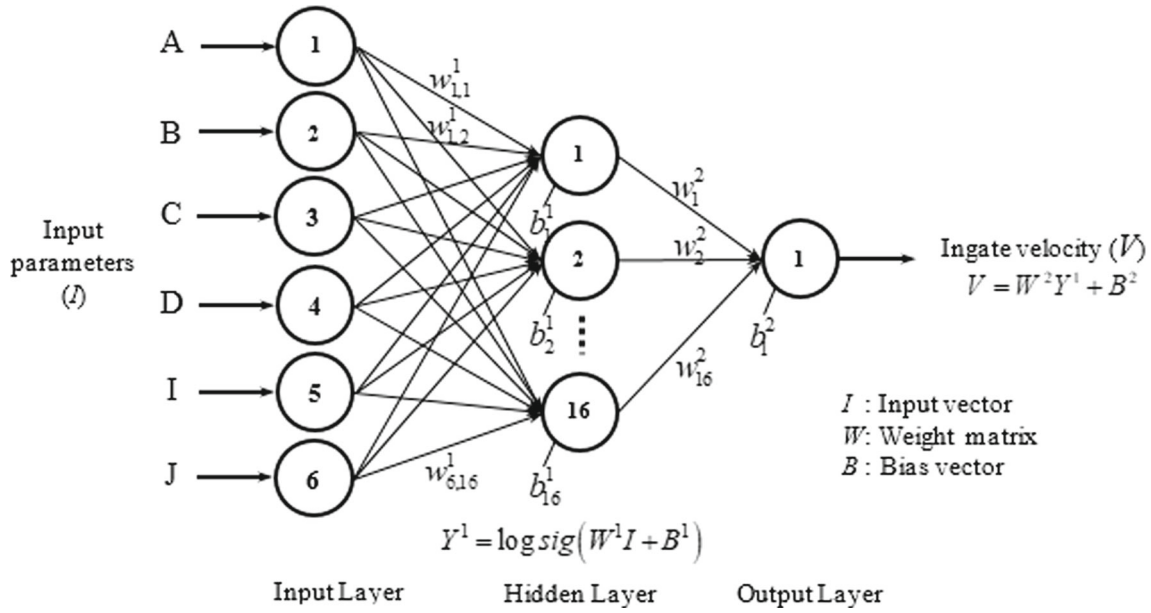 A
1
B
2
C
3
D
4
I
5
J
6
Input
parameters
(I)
w¹₁,₁
w¹₁,₂
w¹₆,₁₆
1
b¹₁
2
b¹₂
16
b¹₁₆
w²₁
w²₂
w²₁₆
1
b²₁
Ingate velocity (V)
V = W²Y¹ + B²
I : Input vector
W: Weight matrix
B : Bias vector
Y¹ = log sig(W¹I + B¹)
Input Layer
Hidden Layer
Output Layer